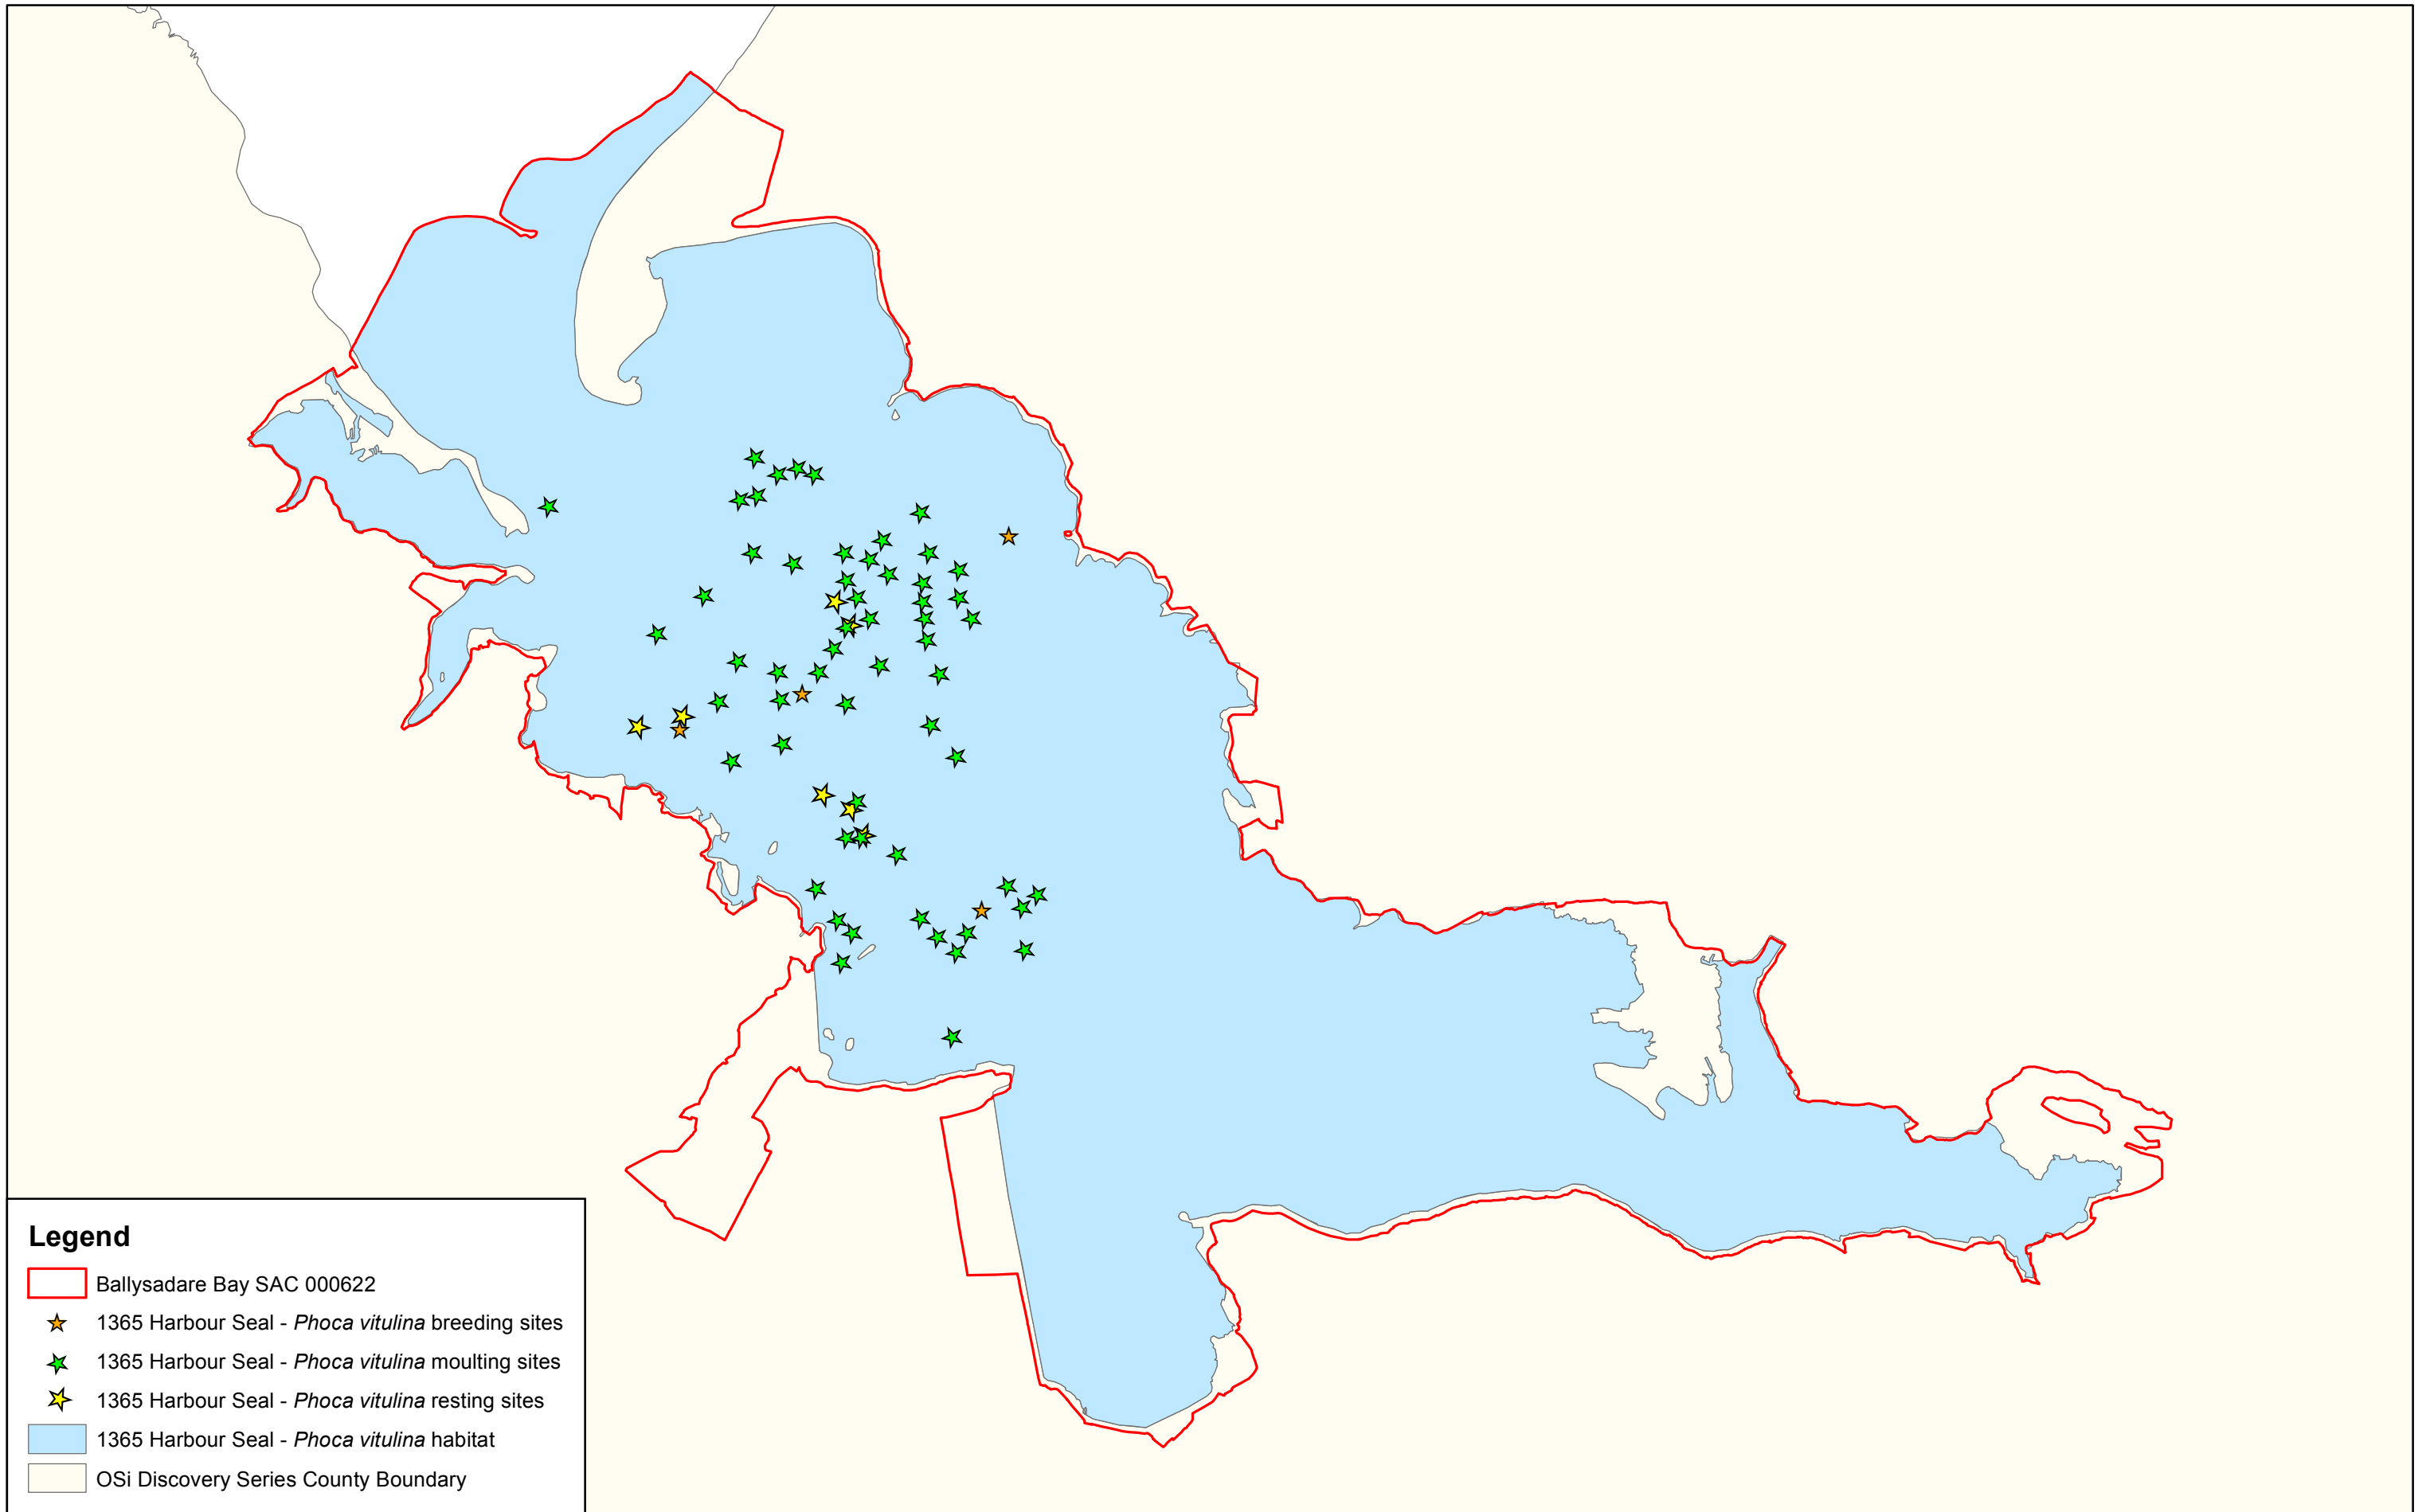 Legend
Ballysadare Bay SAC 000622
1365 Harbour Seal - Phoca vitulina breeding sites
1365 Harbour Seal - Phoca vitulina moulting sites
1365 Harbour Seal - Phoca vitulina resting sites
1365 Harbour Seal - Phoca vitulina habitat
OSi Discovery Series County Boundary